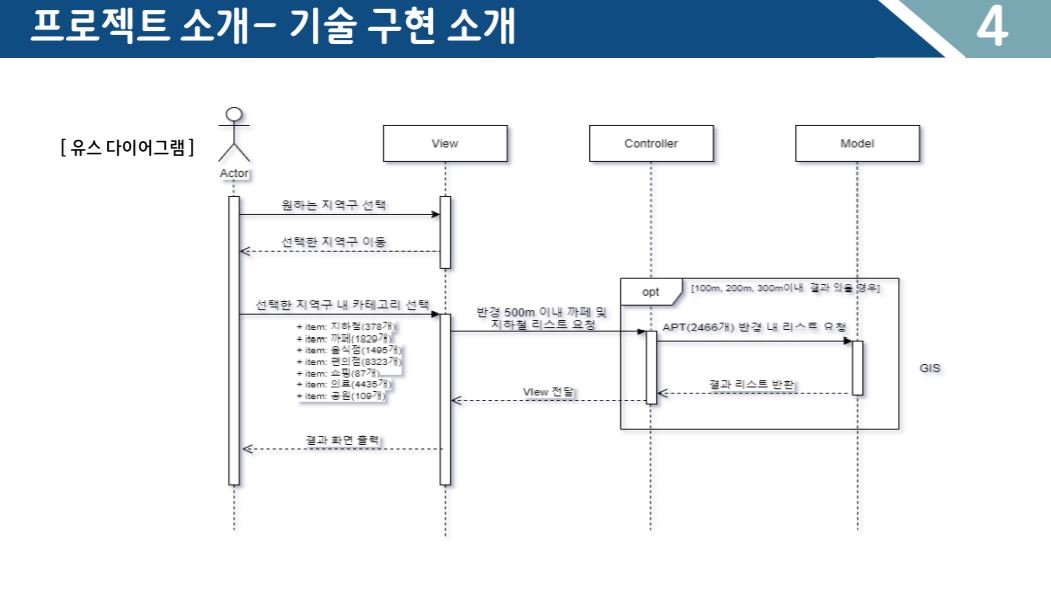 프로젝트 소개- 기술 구현 소개
4
[ 유스 다이어그램 ]
Actor
View
Controller
Model
원하는 지역구 선택
선택한 지역구 이동
opt
[100m, 200m, 300m이내 결과 있을 경우]
선택한 지역구 내 카테고리 선택
반경 500m 이내 까페 및
지하철 리스트 요청
APT(2466개) 반경 내 리스트 요청
+ item: 지하철(378개)
+ item: 까페(1829개)
+ item: 음식점(1495개)
+ item: 편의점(8323개)
+ item: 쇼핑(87개)
+ item: 의료(4435개)
+ item: 공원(109개)
GIS
결과 리스트 반환
VIew 전달
결과 화면 출력